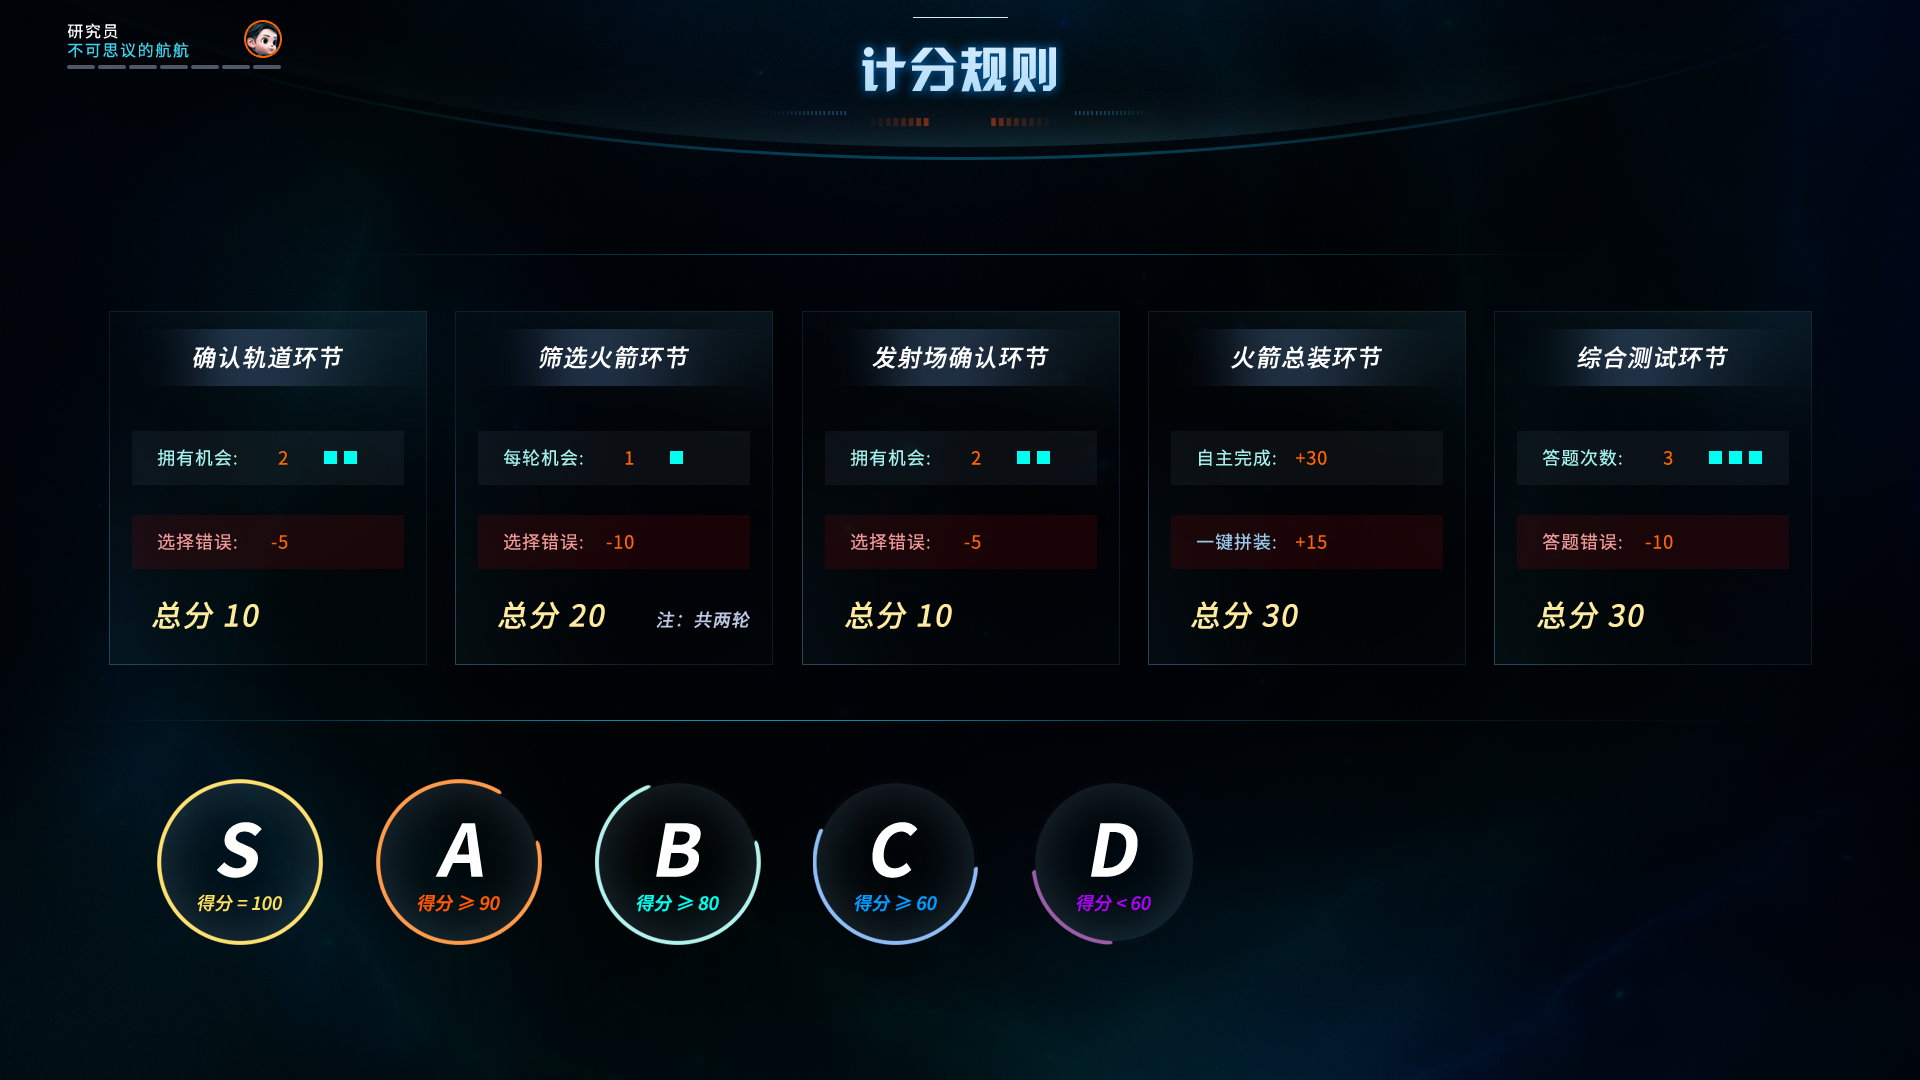 研究员
不可思议的航航
计分规则
确认轨道环节
拥有机会: 2
选择错误: -5
总分 10
筛选火箭环节
每轮机会: 1
选择错误: -10
总分 20 注：共两轮
发射场确认环节
拥有机会: 2
选择错误: -5
总分 10
火箭总装环节
自主完成: +30
一键拼装: +15
总分 30
综合测试环节
答题次数: 3
答题错误: -10
总分 30
S
得分 = 100
A
得分 ⩾ 90
B
得分 ⩾ 80
C
得分 ⩾ 60
D
得分 < 60